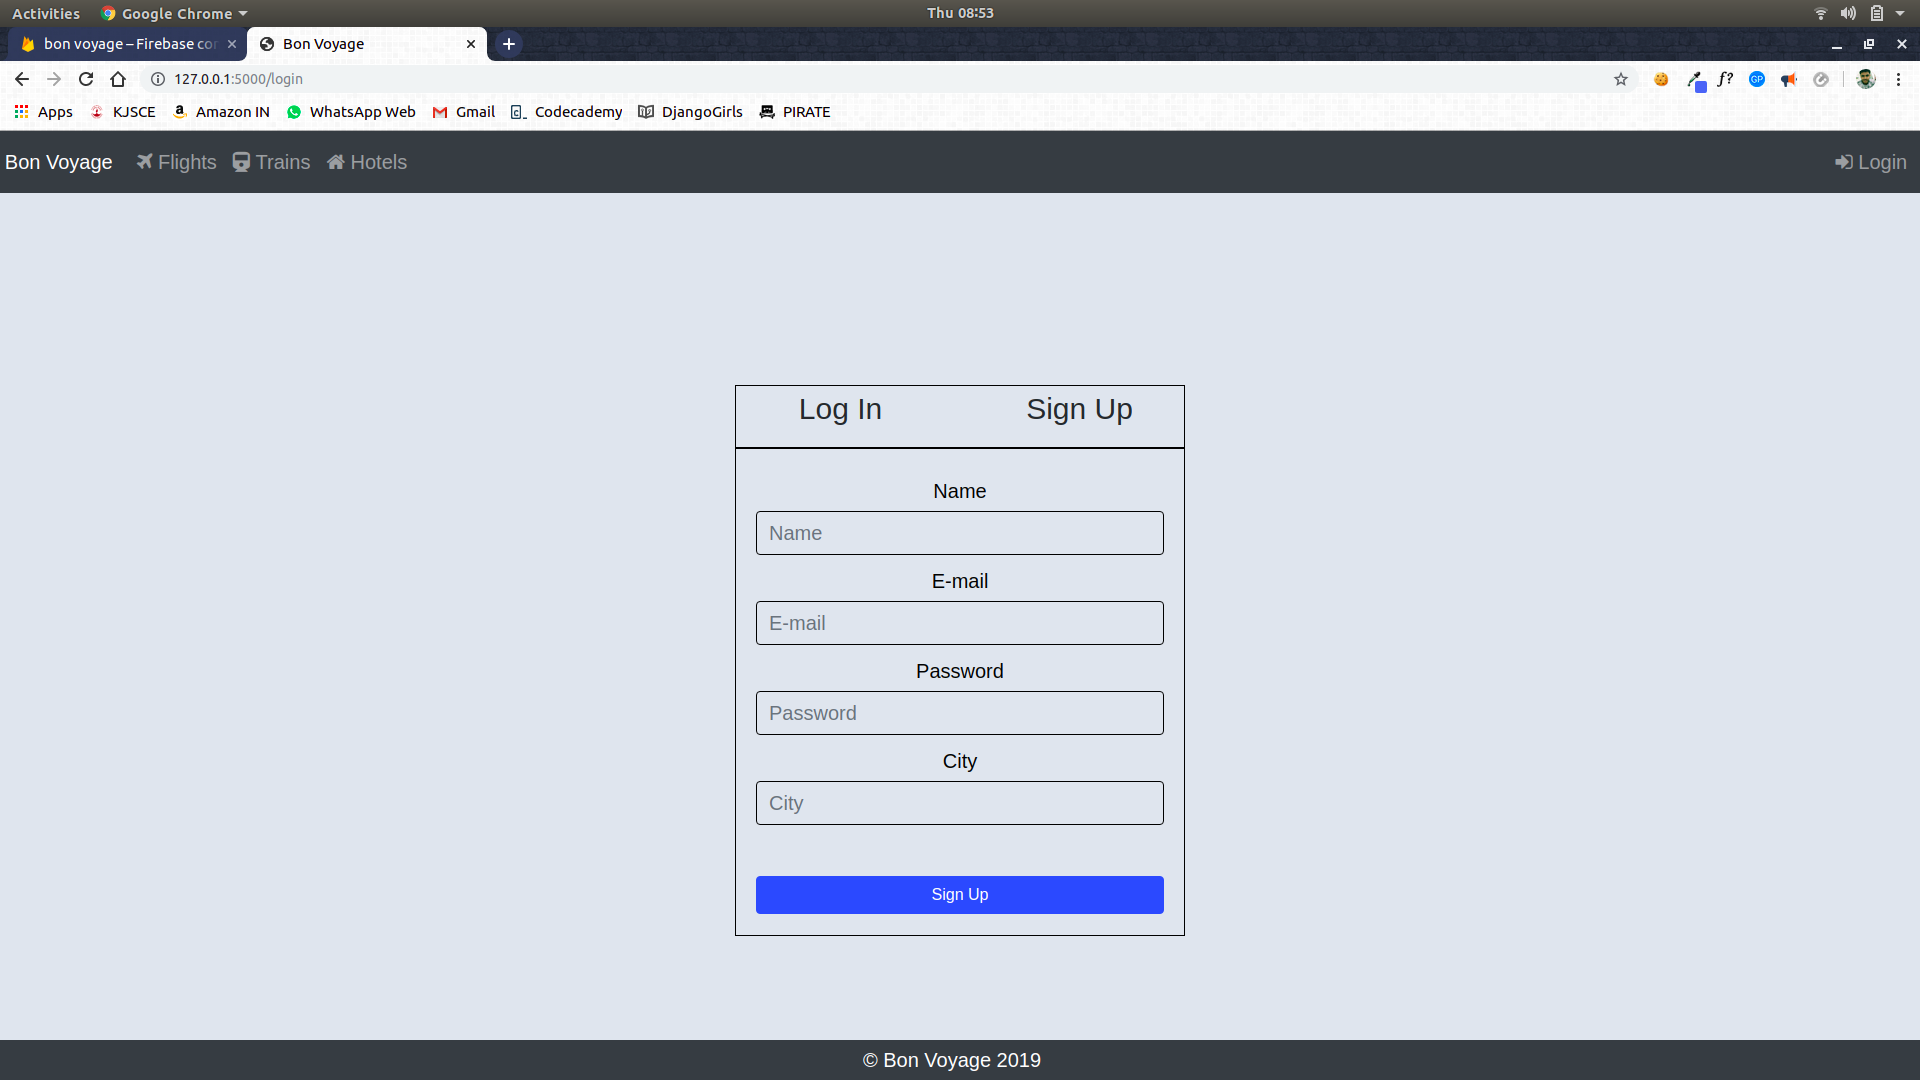 Activities Google Chrome Thu 08:53
bon voyage – Firebase co Bon Voyage
127.0.0.1:5000/login f? GP
Apps KJSCE Amazon IN WhatsApp Web Gmail Codecademy DjangoGirls PIRATE
Bon Voyage Flights Trains Hotels Login
Log In Sign Up
Name
Name
E-mail
E-mail
Password
Password
City
City
Sign Up
© Bon Voyage 2019